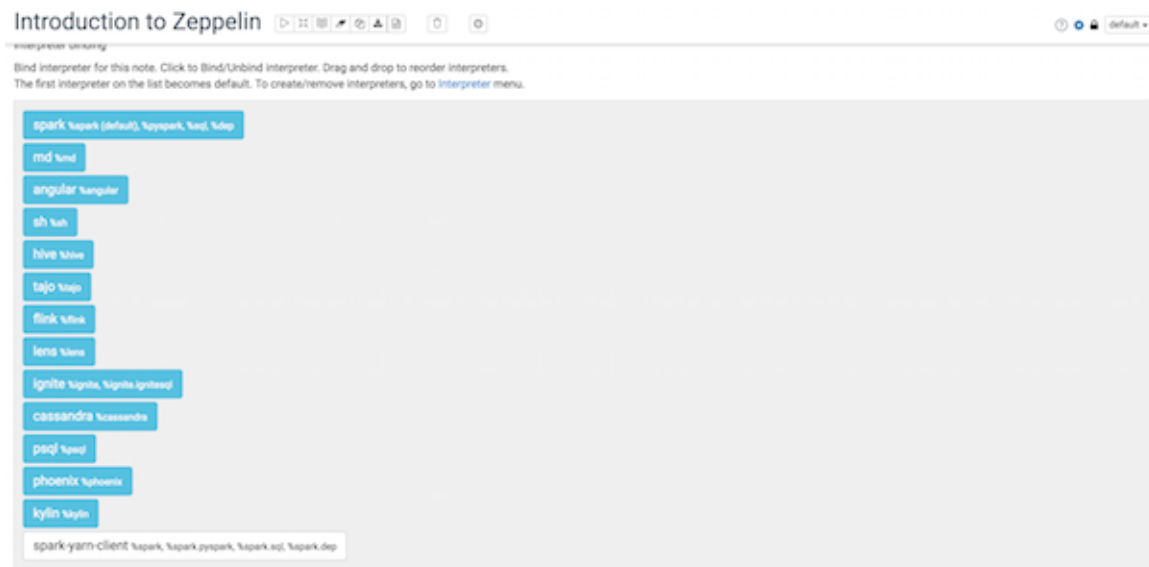 Introduction to Zeppelin
default
Interpreter binding
Bind interpreter for this note. Click to Bind/Unbind interpreter. Drag and drop to reorder interpreters.
The first interpreter on the list becomes default. To create/remove interpreters, go to Interpreter menu.
spark %spark (default), %pyspark, %sql, %dep
md %md
angular %angular
sh %sh
hive %hive
tajo %tajo
flink %flink
lens %lens
ignite %ignite, %ignite.ignitesql
cassandra %cassandra
psql %psql
phoenix %phoenix
kylin %kylin
spark-yarn-client %spark, %spark.pyspark, %spark.sql, %spark.dep